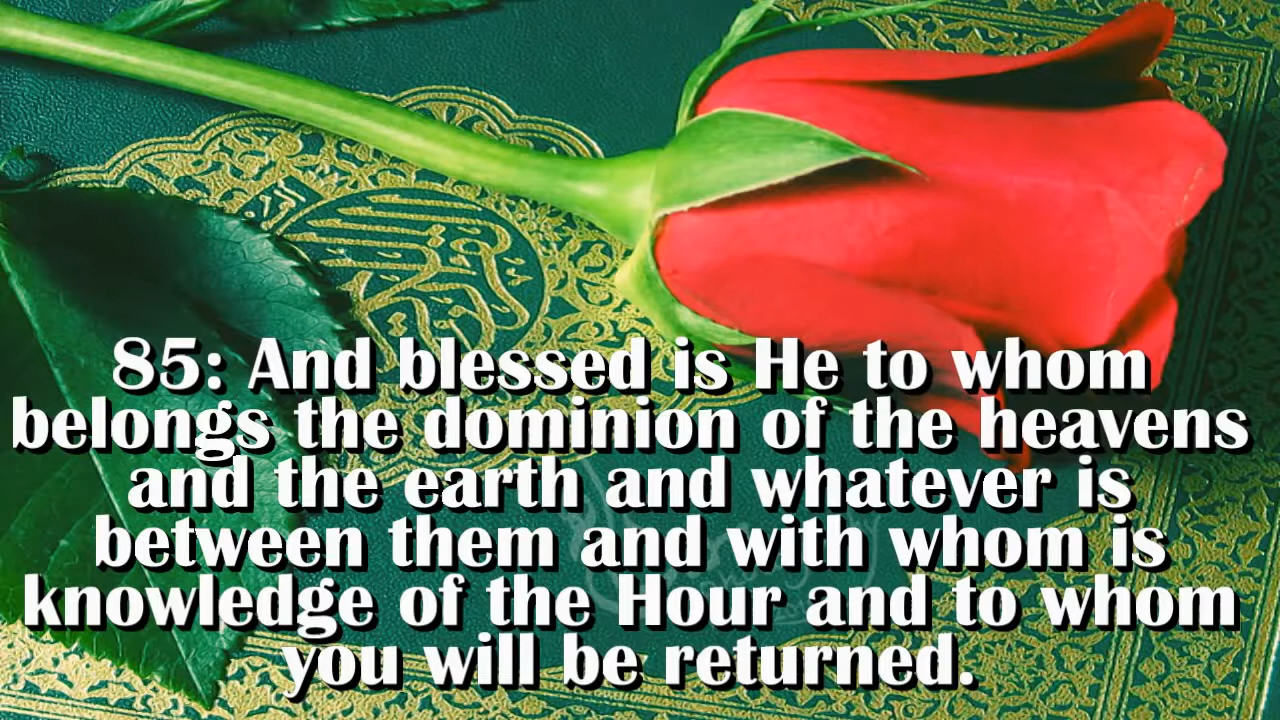 85: And blessed is He to whom
belongs the dominion of the heavens
and the earth and whatever is
between them and with whom is
knowledge of the Hour and to whom
you will be returned.